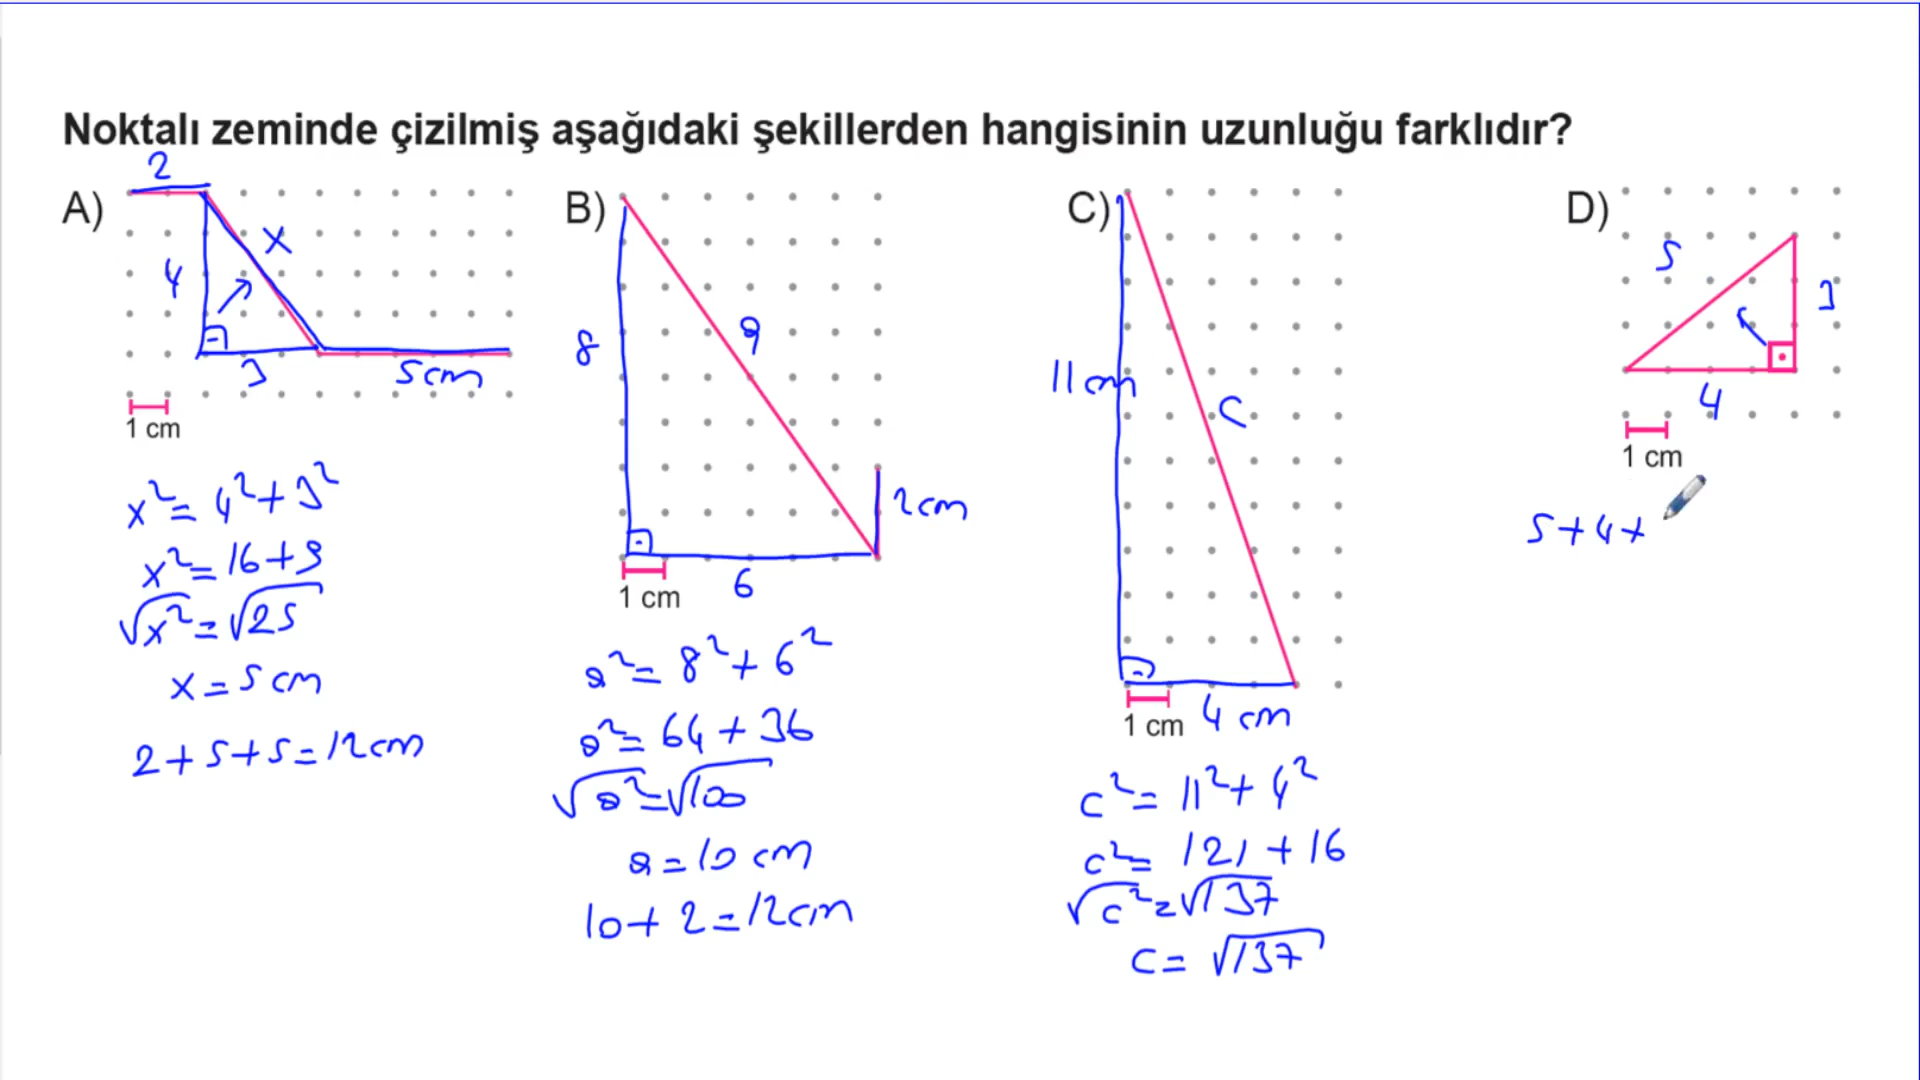 Noktalı zeminde çizilmiş aşağıdaki şekillerden hangisinin uzunluğu farklıdır?
A)
2
x
4
3
5cm
1 cm
x²= 4²+3²
x²=16+9
√x²=√25
x=5 cm
2+5+5=12cm
B)
8
a
2cm
6
1 cm
a²= 8²+6²
a²= 64+36
√a²=√100
a=10 cm
10+2=12cm
C)
11cm
C
1 cm
4 cm
c²= 11²+4²
c²= 121+16
√c²=√137
c= √137
D)
5
3
4
1 cm
5+4+